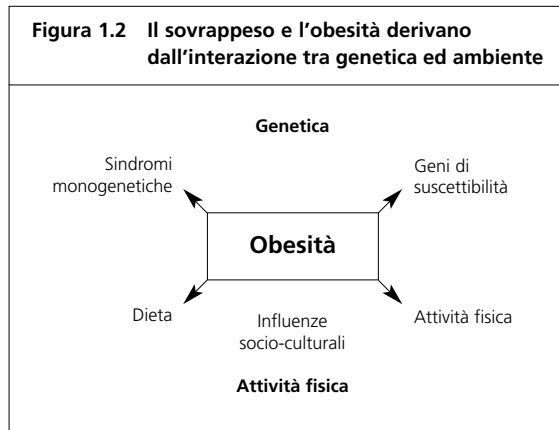 Figura 1.2 Il sovrappeso e l'obesità derivano
dall'interazione tra genetica ed ambiente
Genetica
Sindromi
monogenetiche
Geni di
suscettibilità
Obesità
Dieta
Influenze
socio-culturali
Attività fisica
Attività fisica